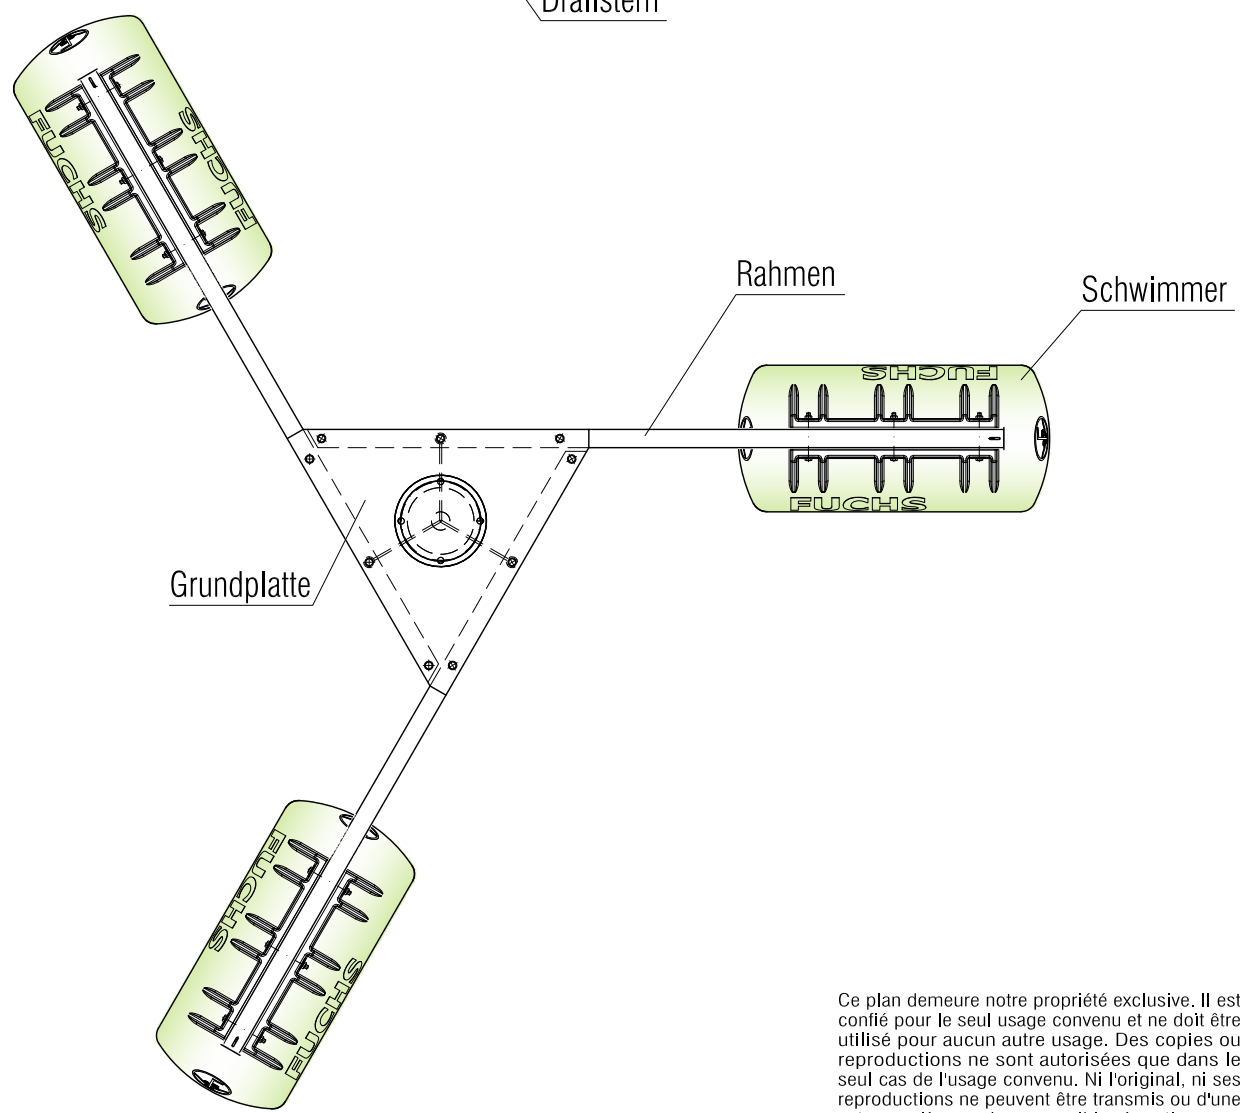 Drallstern
FUCHS
FUCHS
Rahmen
Schwimmer
FUCHS
FUCHS
Grundplatte
FUCHS
FUCHS
Ce plan demeure notre propriété exclusive. Il est
confié pour le seul usage convenu et ne doit être
utilisé pour aucun autre usage. Des copies ou
reproductions ne sont autorisées que dans le
seul cas de l'usage convenu. Ni l'original, ni ses
reproductions ne peuvent être transmis ou d'une